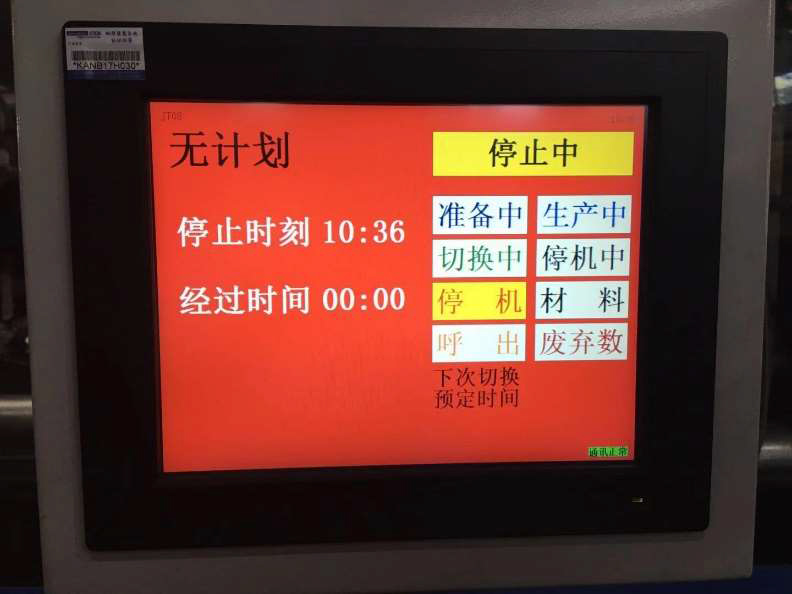 *KANB17H030*
JT08
无计划
停止中
停止时刻 10:36
准备中 生产中
切换中 停机中
经过时间 00:00
停 机 材 料
呼 出 废弃数
下次切换
预定时间
通讯正常